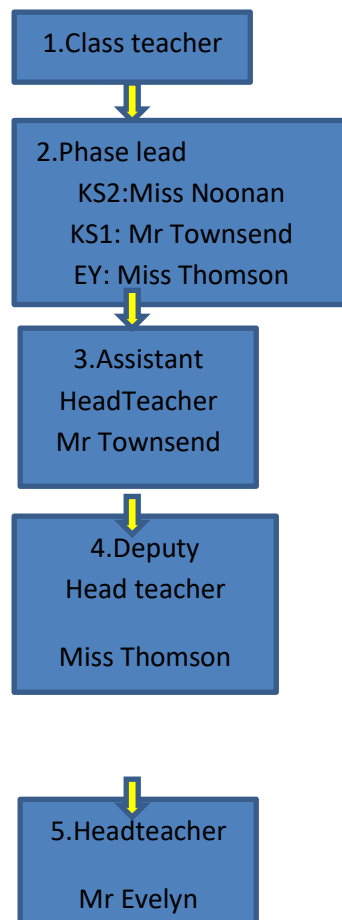 1.Class teacher
2.Phase lead
KS2:Miss Noonan
KS1: Mr Townsend
EY: Miss Thomson
3.Assistant
HeadTeacher
Mr Townsend
4.Deputy
Head teacher
Miss Thomson
5.Headteacher
Mr Evelyn